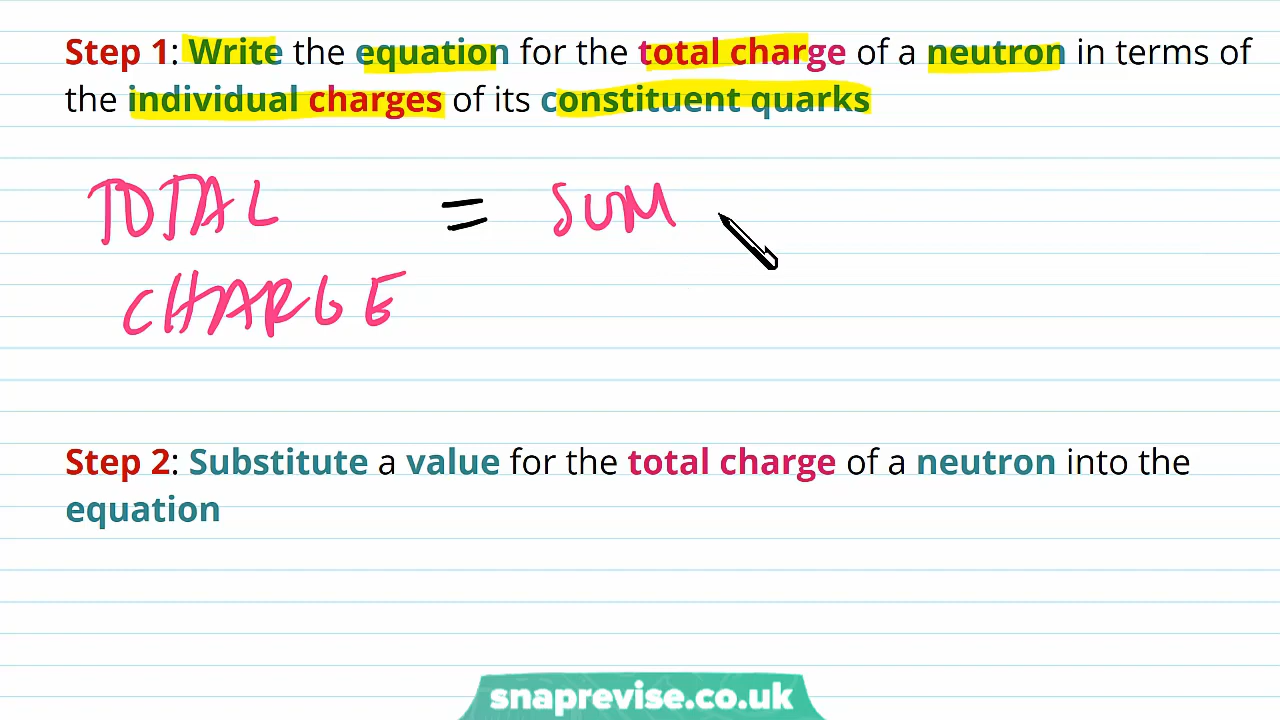 Step 1: Write the equation for the total charge of a neutron in terms of
the individual charges of its constituent quarks
TOTAL = SUM
CHARGE
Step 2: Substitute a value for the total charge of a neutron into the
equation
snaprevise.co.uk